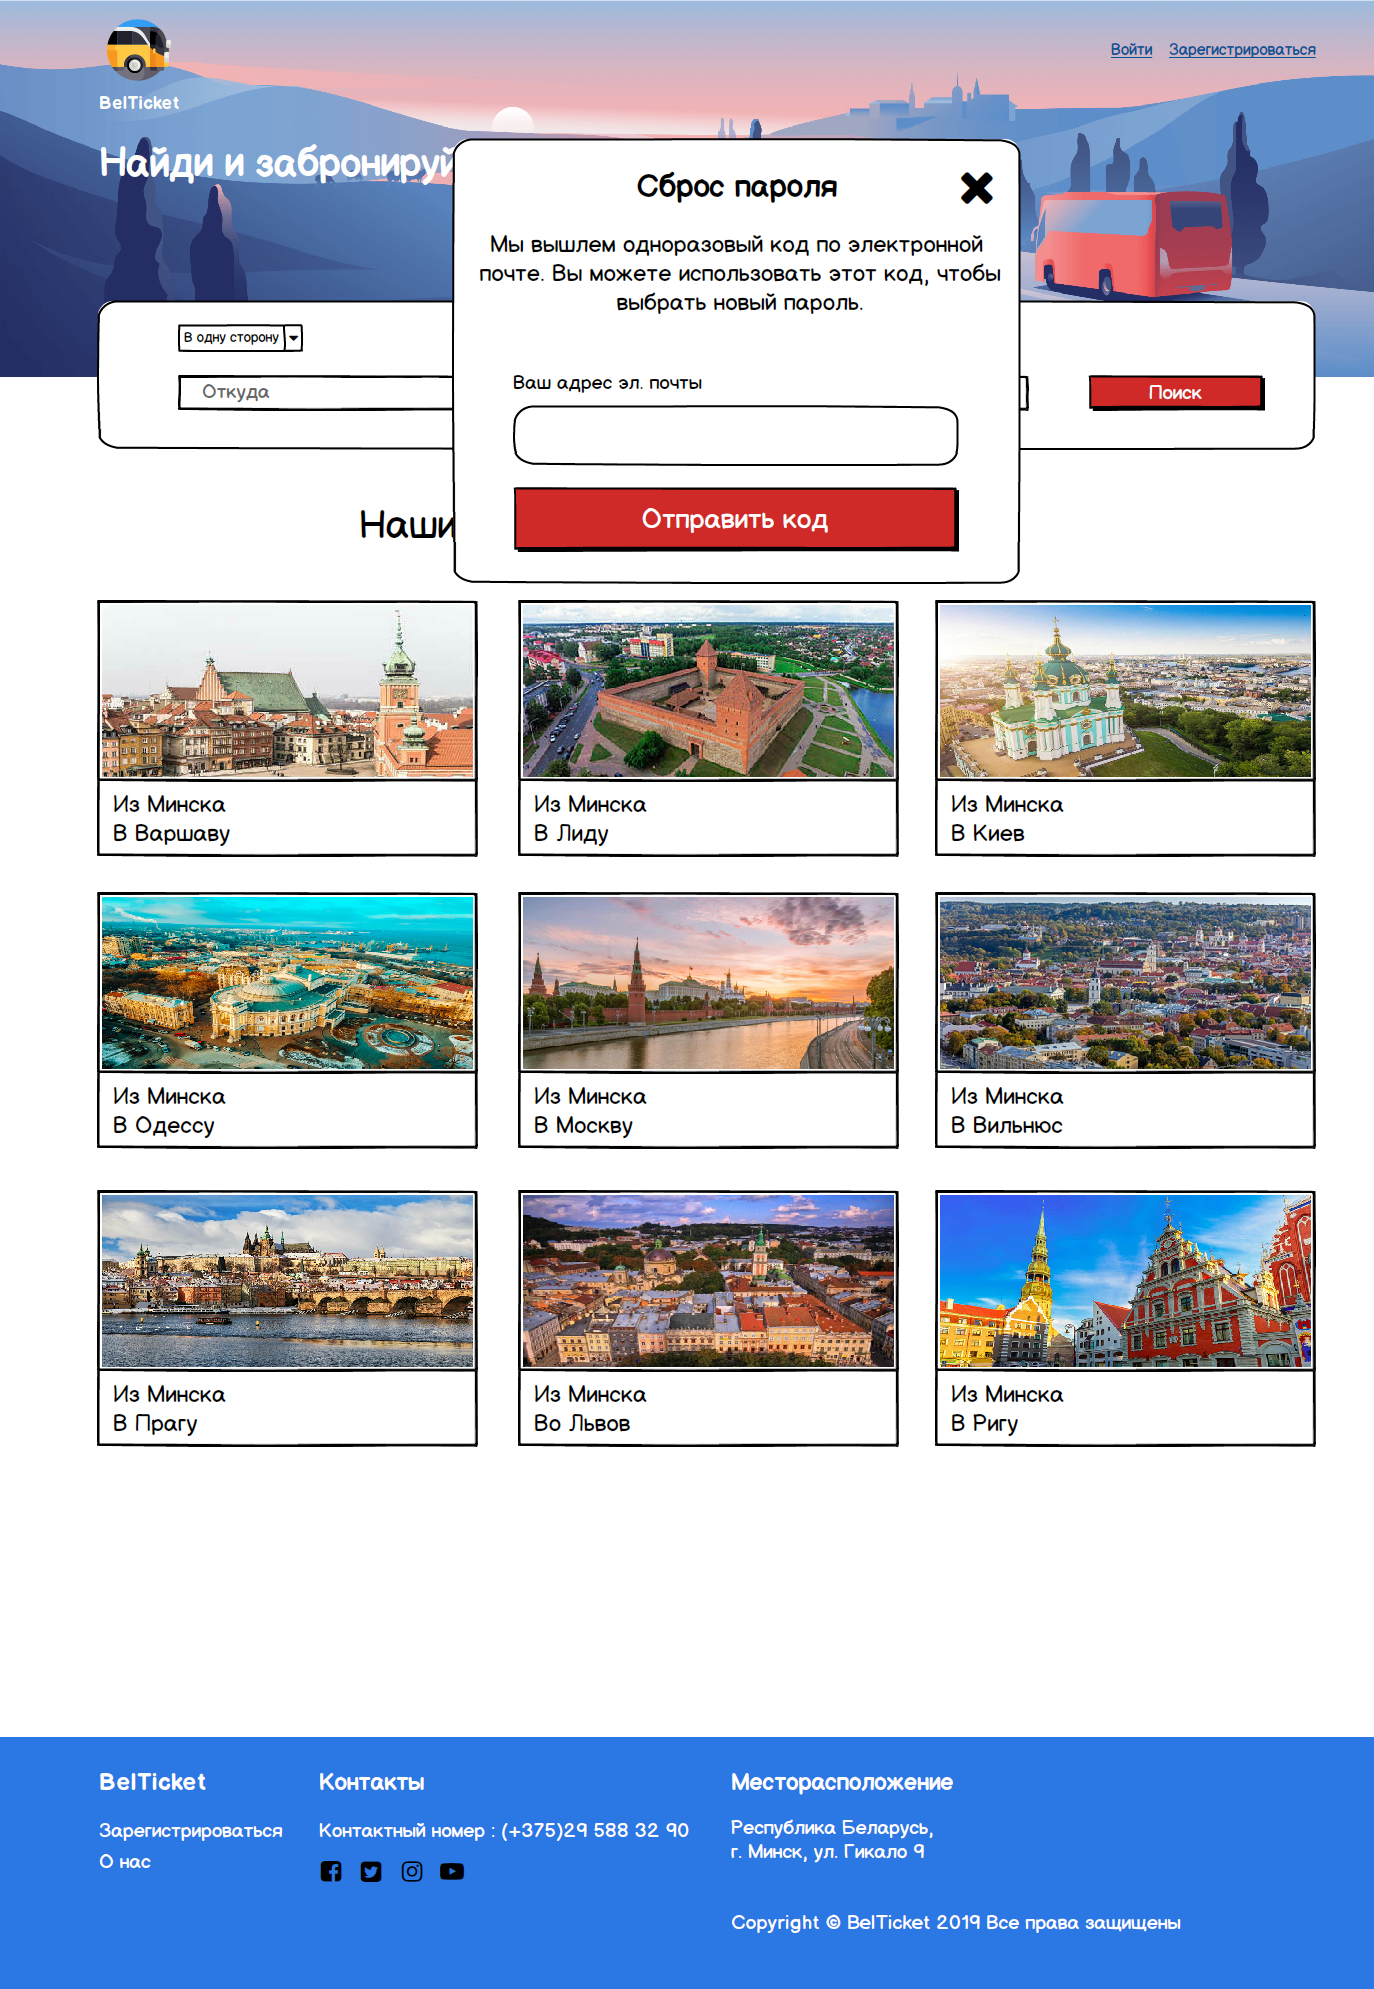 Войти Зарегистрироваться
BelTicket
Найди и забронируй
Сброс пароля
Мы вышлем одноразовый код по электронной
почте. Вы можете использовать этот код, чтобы
выбрать новый пароль.
В одну сторону
Ваш адрес эл. почты
Откуда
Поиск
Отправить код
Наши
Из Минска
В Варшаву
Из Минска
В Лиду
Из Минска
В Киев
Из Минска
В Одессу
Из Минска
В Москву
Из Минска
В Вильнюс
Из Минска
В Прагу
Из Минска
Во Львов
Из Минска
В Ригу
BelTicket
Зарегистрироваться
О нас
Контакты
Контактный номер : (+375)29 588 32 90
Месторасположение
Республика Беларусь,
г. Минск, ул. Гикало 9
Copyright © BelTicket 2019 Все права защищены